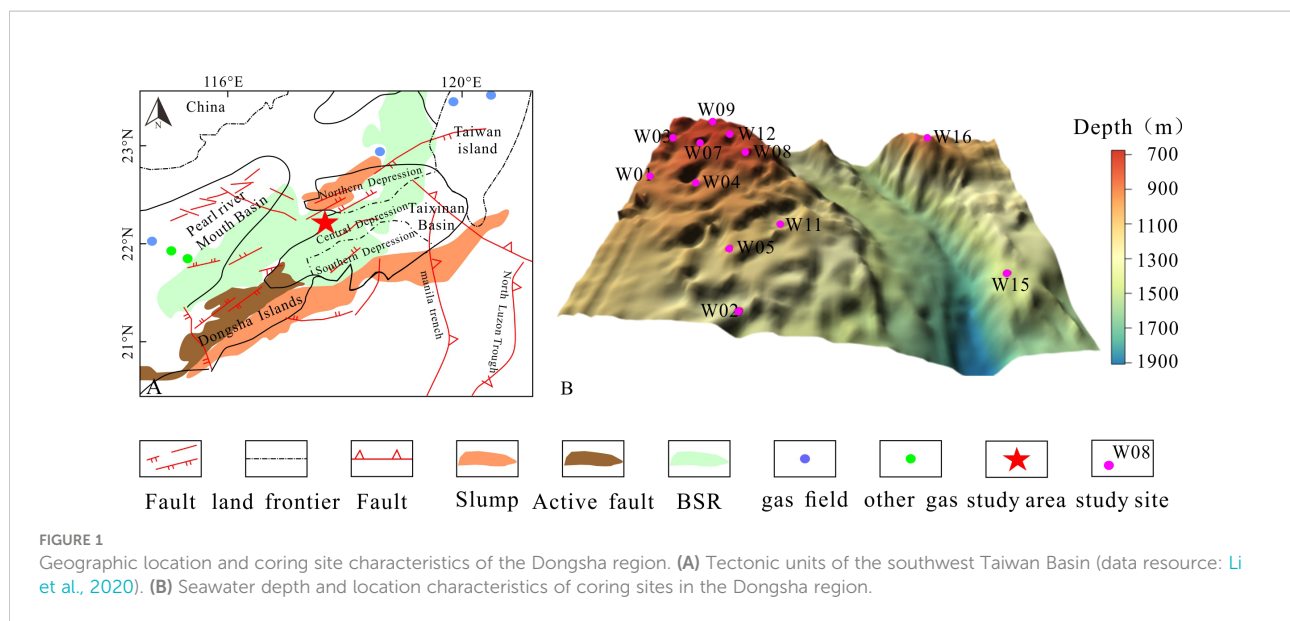 116°E
120°E
China
N
23°N
22°N
21°N
Taiwan
island
Northern Depression
Pearl river
Mouth Basin
Central Depression
Taixinan
Basin
Southern Depression
Dongsha Islands
manila trench
North Luzon Trough
A
W09
W03
W12
W07
W08
W01
W04
W16
W11
W05
W15
W02
B
Depth（m）
700
900
1100
1300
1500
1700
1900
W08
Fault
land frontier
Fault
Slump
Active fault
BSR
gas field
other gas
study area
study site
FIGURE 1
Geographic location and coring site characteristics of the Dongsha region. (A) Tectonic units of the southwest Taiwan Basin (data resource: Li
et al., 2020). (B) Seawater depth and location characteristics of coring sites in the Dongsha region.